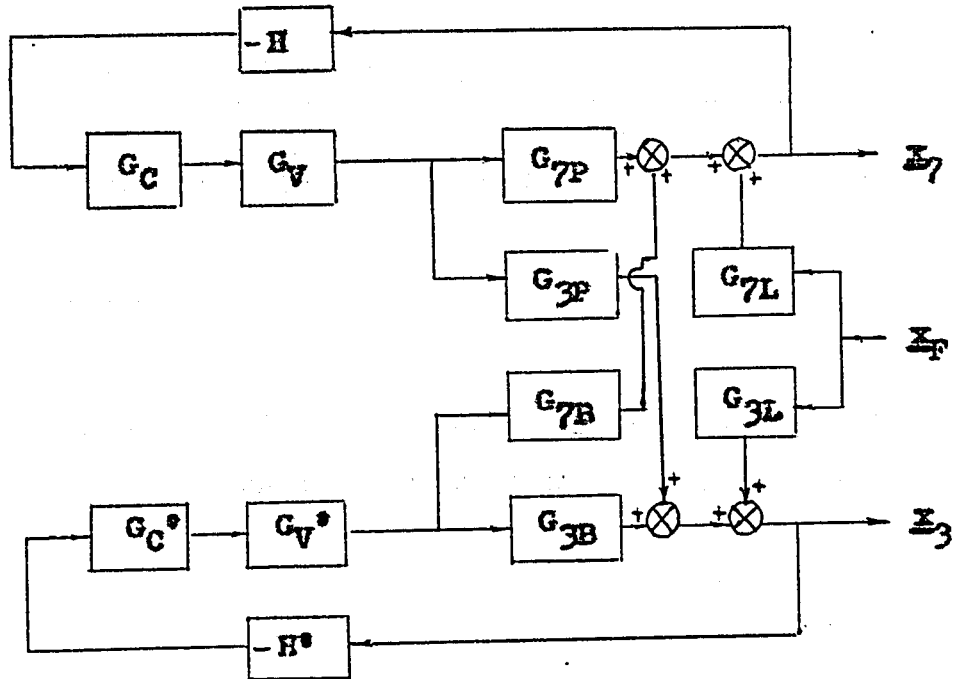 -H
G_C
G_V
G_7P
+
+
+
+
x_7
G_3P
G_7L
x_F
G_7B
G_3L
+
+
G_C*
G_V*
G_3B
+
+
x_3
-H*